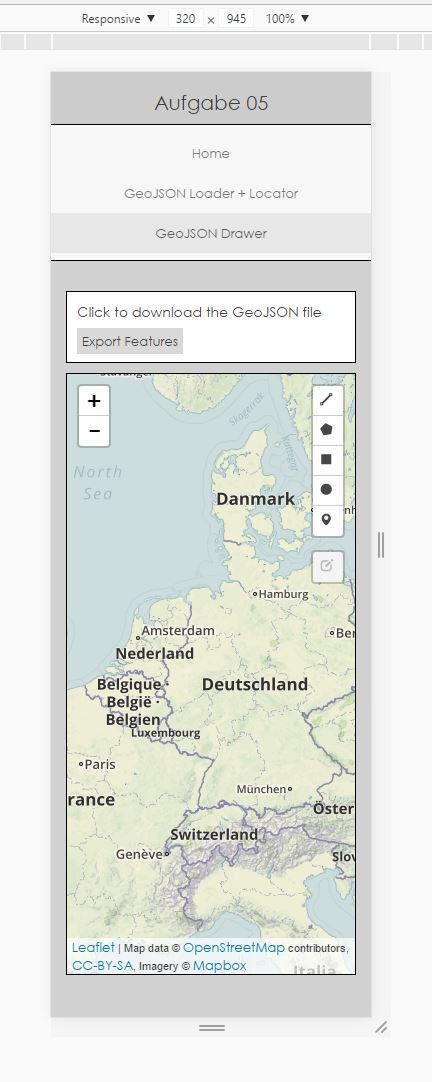 Responsive ▼ 320 × 945 100% ▼
Aufgabe 05
Home
GeoJSON Loader + Locator
GeoJSON Drawer
Click to download the GeoJSON file
Export Features
+
−
Skagerrak
Kattegat
North
Sea
Danmark
Hamburg
Amsterdam
Ber
Nederland
Belgique ·
België ·
Belgien
Deutschland
Luxembourg
Paris
München
rance
Öster
Switzerland
Genève
Slov
Leaflet | Map data © OpenStreetMap contributors,
CC-BY-SA, Imagery © Mapbox
Italia